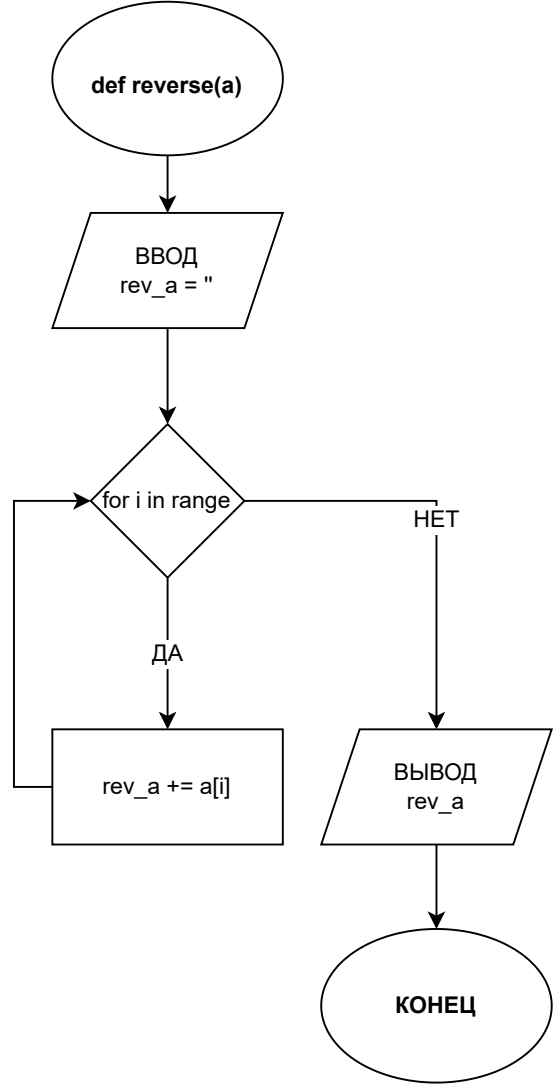 def reverse(a)
ВВОД
rev_a = ''
for i in range
НЕТ
ДА
rev_a += a[i]
ВЫВОД
rev_a
КОНЕЦ